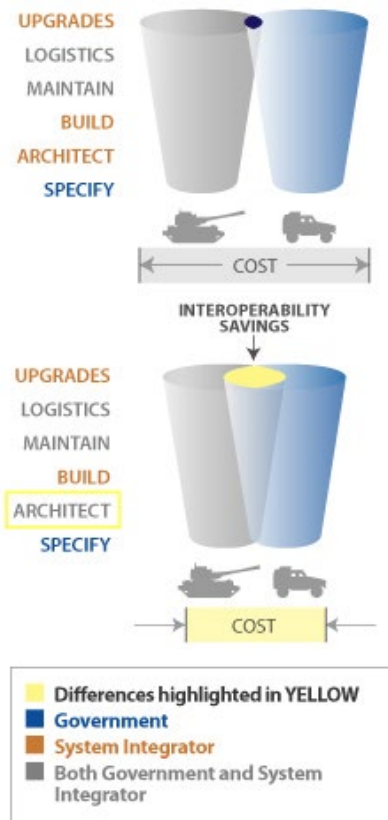 UPGRADES
LOGISTICS
MAINTAIN
BUILD
ARCHITECT
SPECIFY
COST
INTEROPERABILITY
SAVINGS
UPGRADES
LOGISTICS
MAINTAIN
BUILD
ARCHITECT
SPECIFY
COST
Differences highlighted in YELLOW
Government
System Integrator
Both Government and System
Integrator